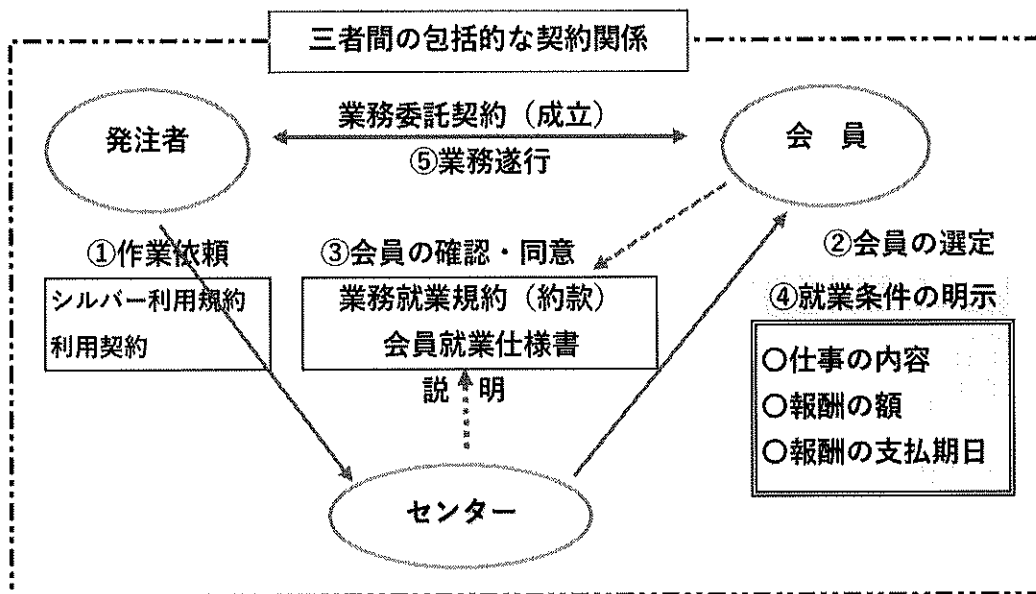 三者間の包括的な契約関係
発注者
業務委託契約（成立）
⑤業務遂行
会　員
①作業依頼
シルバー利用規約
利用契約
③会員の確認・同意
業務就業規約（約款）
会員就業仕様書
説　明
②会員の選定
④就業条件の明示
〇仕事の内容
〇報酬の額
〇報酬の支払期日
センター